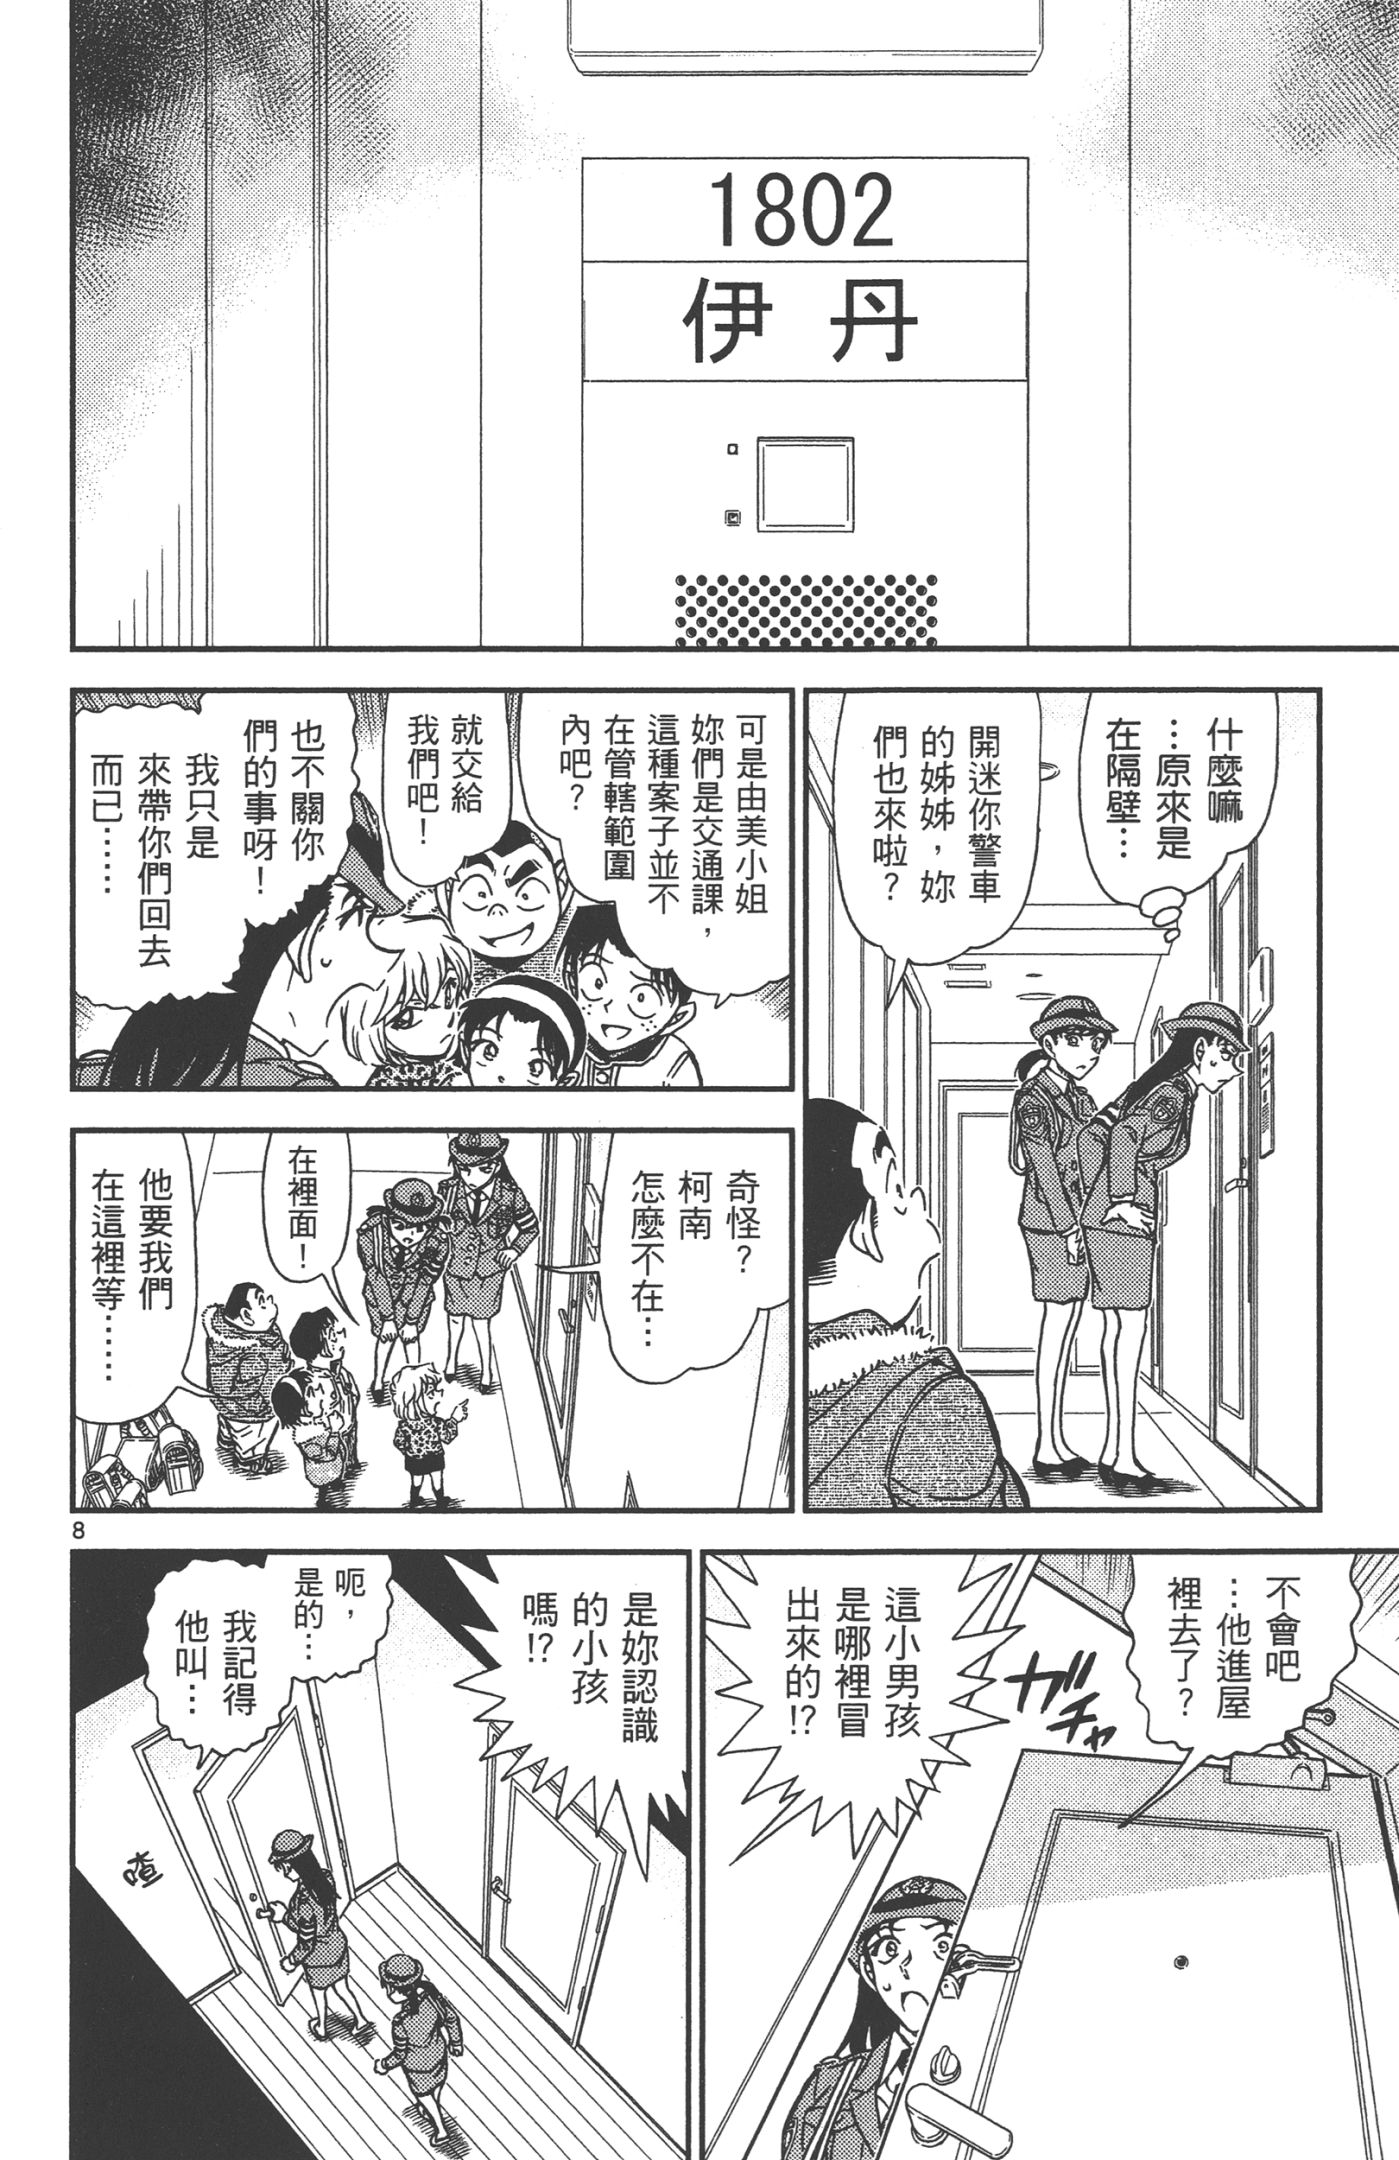 1802
伊丹
什麼嘛
…原來是
在隔壁…
開迷你警車
的姊姊，妳
們也來啦？
可是由美小姐
妳們是交通課，
這種案子並不
在管轄範圍
內吧？
就交給
我們吧！
也不關你
們的事呀！
我只是
來帶你們回去
而已……
奇怪？
柯南
怎麼不在…
在裡面！
他要我們
在這裡等……
8
不會吧
…他進屋
裡去了？
ガチャ
這小男孩
是哪裡冒
出來的!?
是妳認識
的小孩
嗎!?
呃，
是的…
我記得
他叫…
喳